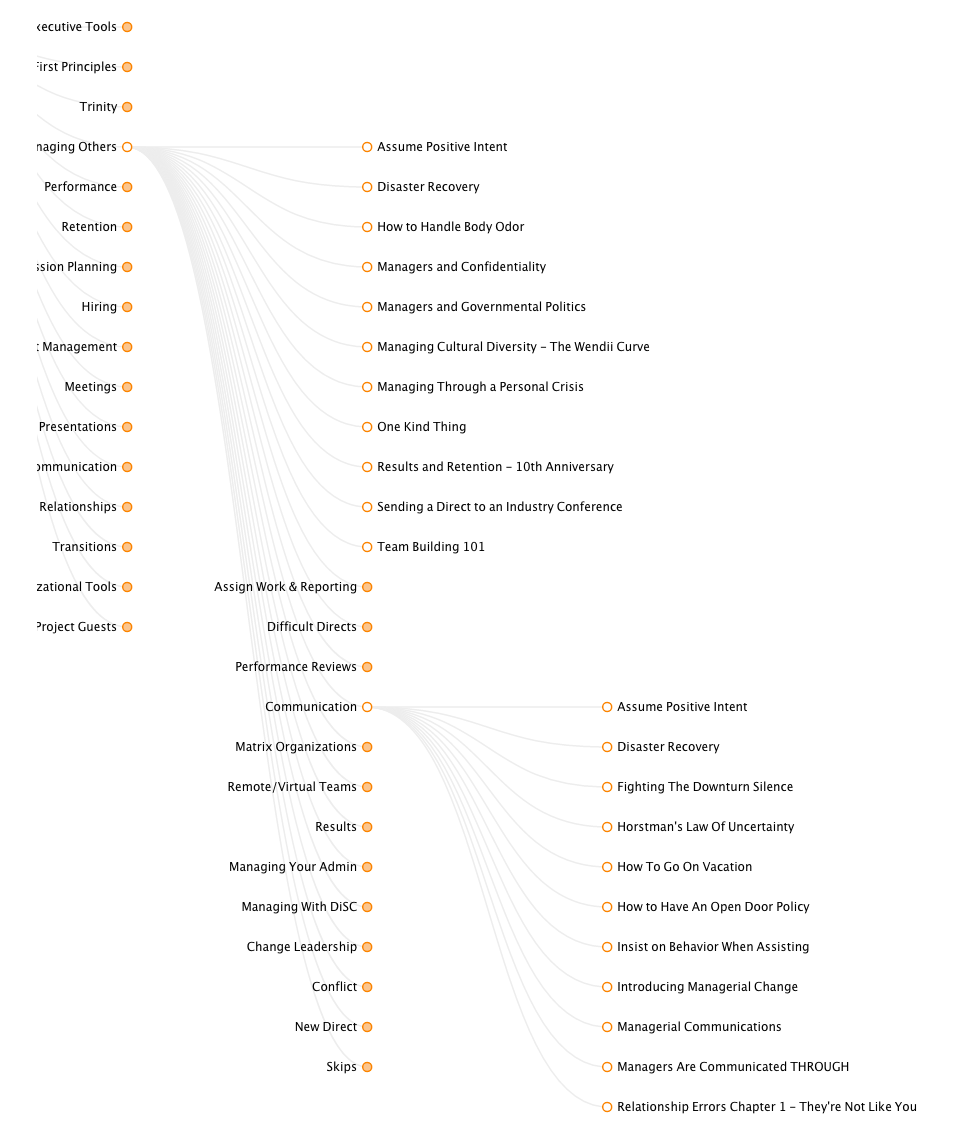 xecutive Tools
First Principles
Trinity
naging Others
Assume Positive Intent
Performance
Disaster Recovery
Retention
How to Handle Body Odor
ssion Planning
Managers and Confidentiality
Hiring
Managers and Governmental Politics
t Management
Managing Cultural Diversity – The Wendii Curve
Meetings
Managing Through a Personal Crisis
Presentations
One Kind Thing
ommunication
Results and Retention – 10th Anniversary
Relationships
Sending a Direct to an Industry Conference
Transitions
Team Building 101
zational Tools
Assign Work & Reporting
Project Guests
Difficult Directs
Performance Reviews
Communication
Assume Positive Intent
Matrix Organizations
Disaster Recovery
Remote/Virtual Teams
Fighting The Downturn Silence
Results
Horstman's Law Of Uncertainty
Managing Your Admin
How To Go On Vacation
Managing With DiSC
How to Have An Open Door Policy
Change Leadership
Insist on Behavior When Assisting
Conflict
Introducing Managerial Change
New Direct
Managerial Communications
Skips
Managers Are Communicated THROUGH
Relationship Errors Chapter 1 – They're Not Like You